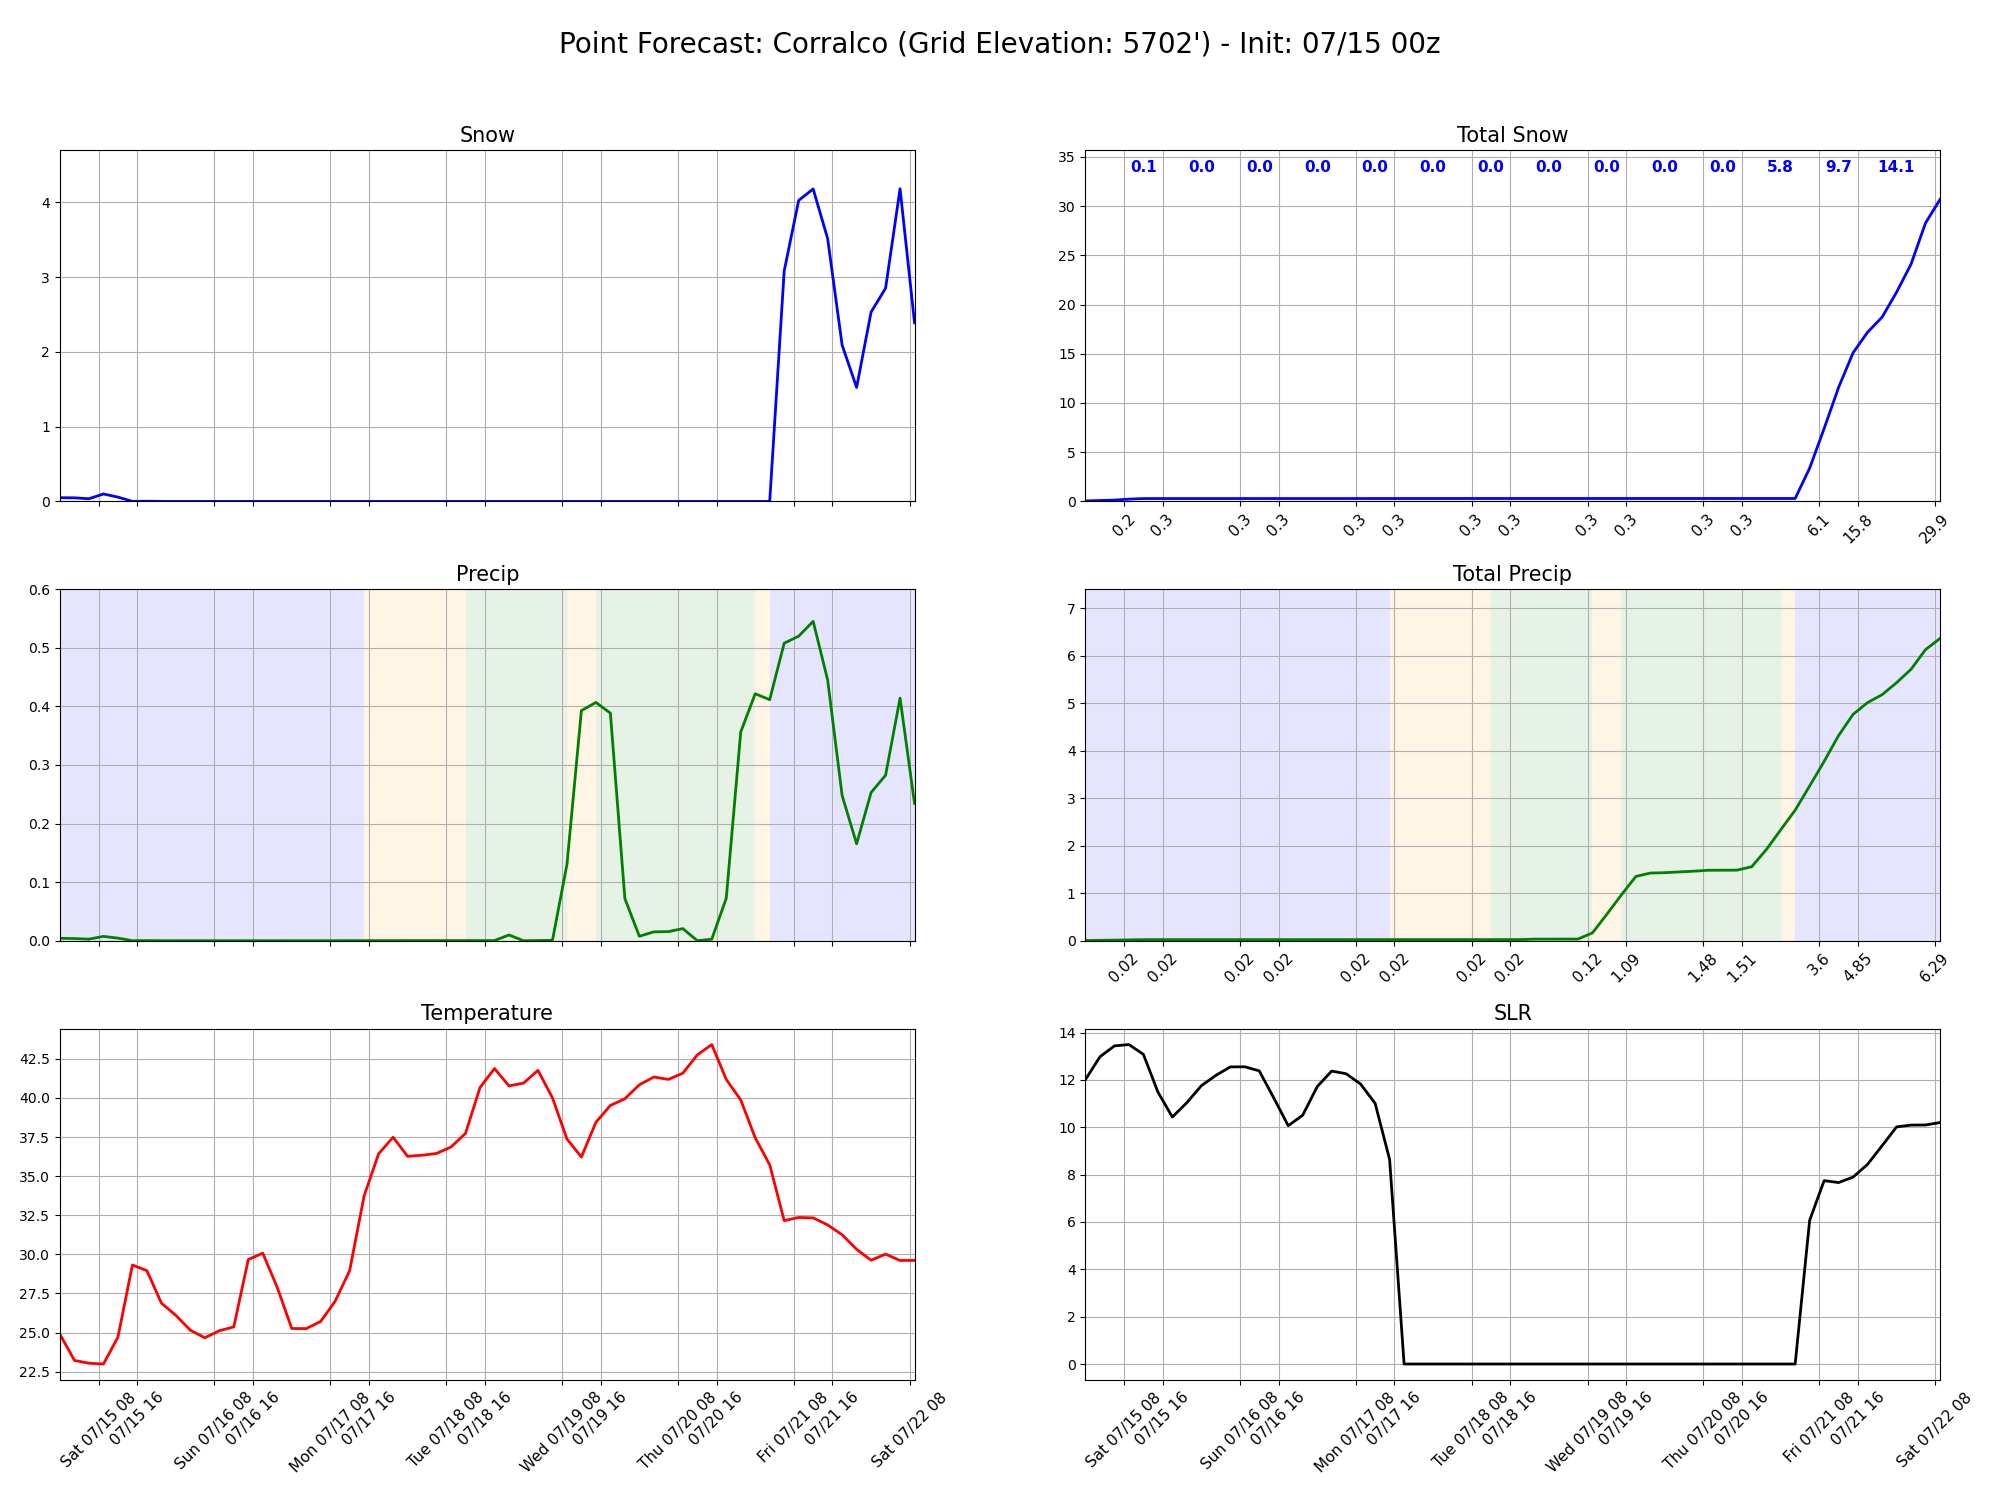 Point Forecast: Corralco (Grid Elevation: 5702') - Init: 07/15 00z
Snow
4
3
2
1
0
Total Snow
0.1 0.0 0.0 0.0 0.0 0.0 0.0 0.0 0.0 0.0 0.0 5.8 9.7 14.1
35
30
25
20
15
10
5
0
0.2 0.3 0.3 0.3 0.3 0.3 0.3 0.3 0.3 0.3 0.3 0.3 6.1 15.8 29.9
Precip
0.6
0.5
0.4
0.3
0.2
0.1
0.0
Total Precip
7
6
5
4
3
2
1
0
0.02 0.02 0.02 0.02 0.02 0.02 0.02 0.02 0.12 1.09 1.48 1.51 3.6 4.85 6.29
Temperature
42.5
40.0
37.5
35.0
32.5
30.0
27.5
25.0
22.5
Sat 07/15 08
07/15 16
Sun 07/16 08
07/16 16
Mon 07/17 08
07/17 16
Tue 07/18 08
07/18 16
Wed 07/19 08
07/19 16
Thu 07/20 08
07/20 16
Fri 07/21 08
07/21 16
Sat 07/22 08
SLR
14
12
10
8
6
4
2
0
Sat 07/15 08
07/15 16
Sun 07/16 08
07/16 16
Mon 07/17 08
07/17 16
Tue 07/18 08
07/18 16
Wed 07/19 08
07/19 16
Thu 07/20 08
07/20 16
Fri 07/21 08
07/21 16
Sat 07/22 08